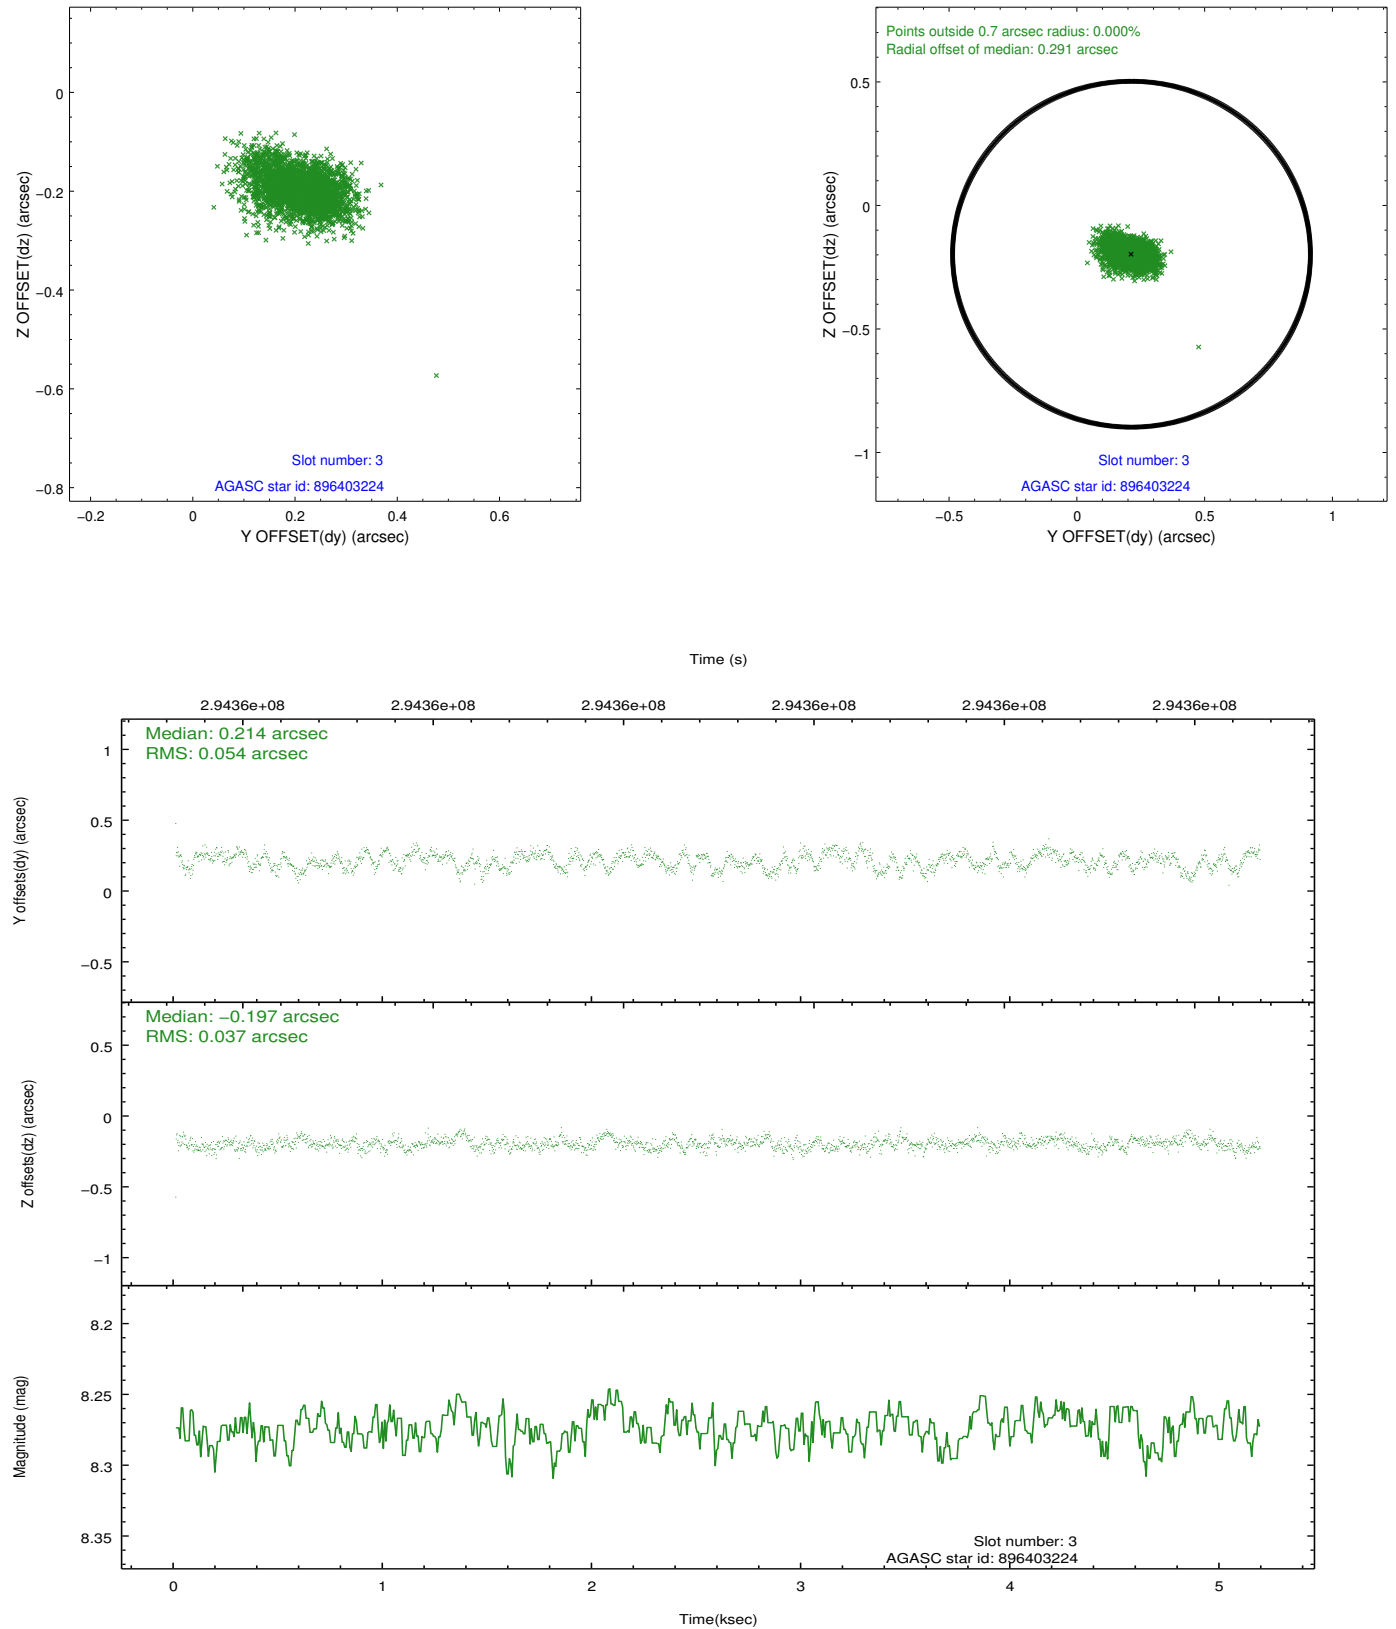 0
−0.2
−0.4
−0.6
−0.8
Z OFFSET(dz) (arcsec)
Slot number: 3
AGASC star id: 896403224
−0.2 0 0.2 0.4 0.6
Y OFFSET(dy) (arcsec)
Points outside 0.7 arcsec radius: 0.000%
Radial offset of median: 0.291 arcsec
0.5
0
−0.5
−1
Z OFFSET(dz) (arcsec)
Slot number: 3
AGASC star id: 896403224
−0.5 0 0.5 1
Y OFFSET(dy) (arcsec)
Time (s)
2.9436e+08 2.9436e+08 2.9436e+08 2.9436e+08 2.9436e+08 2.9436e+08
Median: 0.214 arcsec
RMS: 0.054 arcsec
1
0.5
0
−0.5
Y offsets(dy) (arcsec)
Median: −0.197 arcsec
RMS: 0.037 arcsec
0.5
0
−0.5
−1
Z offsets(dz) (arcsec)
8.2
8.25
8.3
8.35
Magnitude (mag)
Slot number: 3
AGASC star id: 896403224
0 1 2 3 4 5
Time(ksec)